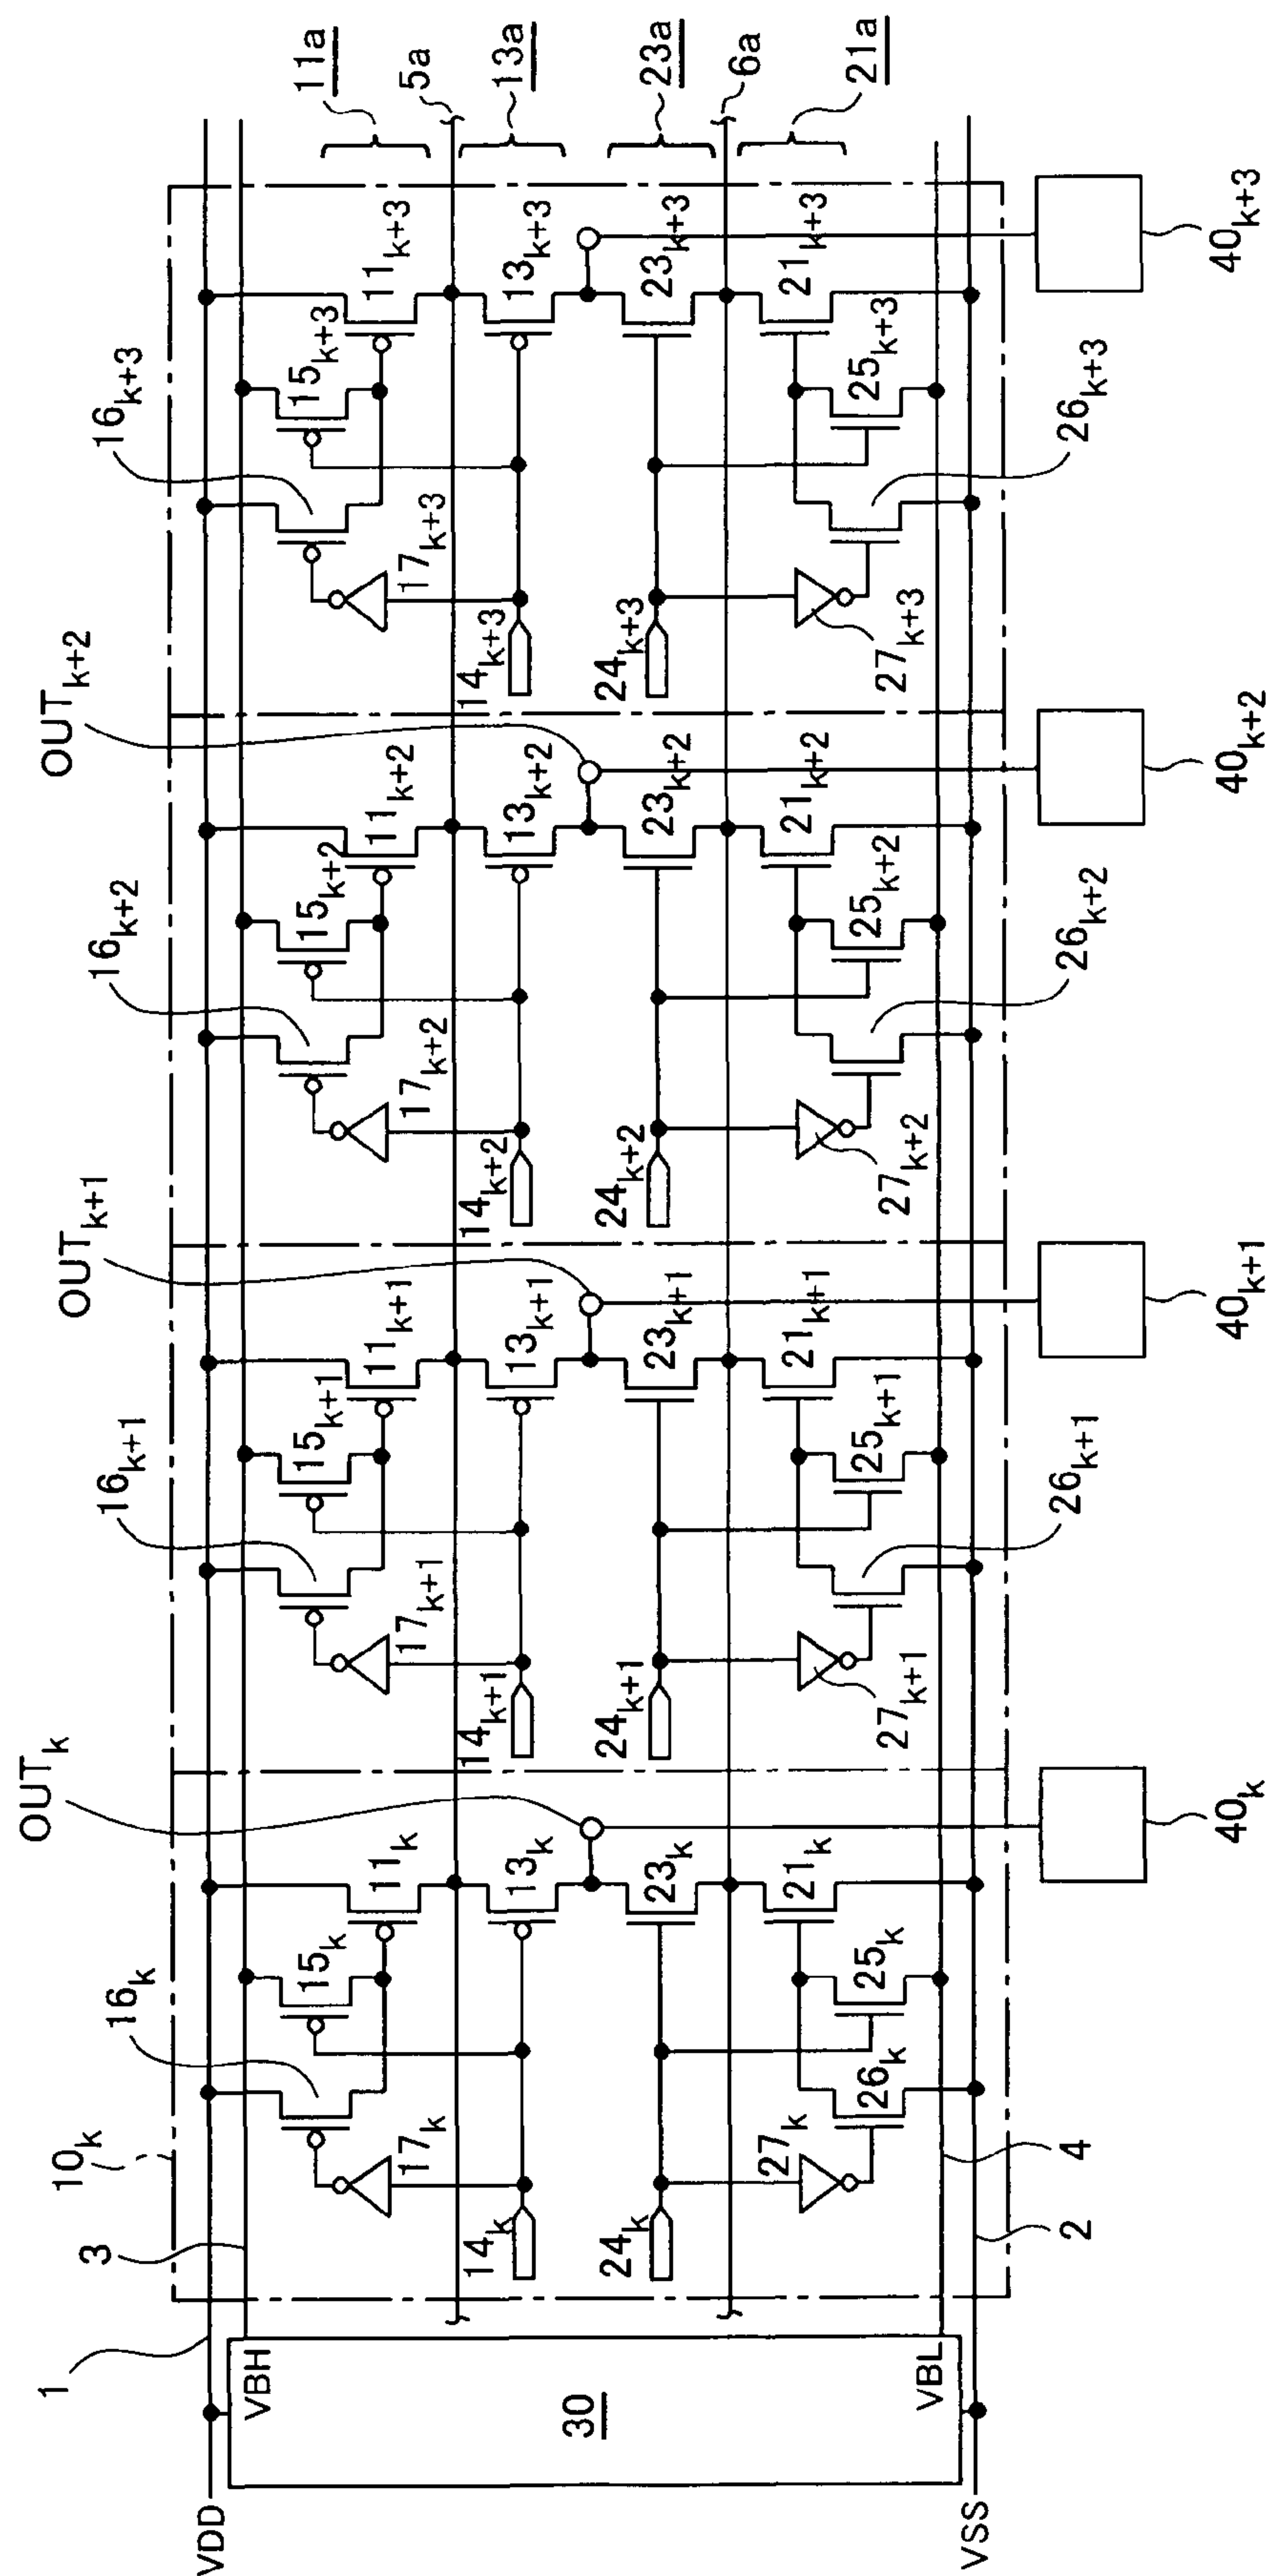 VDD
1
VBH
30
VBL
VSS
3
10k
16k
15k
11k
17k
13k
14k
OUTk
23k
24k
21k
27k
26k
25k
4
2
40k
16k+1
15k+1
11k+1
17k+1
13k+1
14k+1
OUTk+1
23k+1
24k+1
21k+1
25k+1
27k+1
26k+1
40k+1
16k+2
15k+2
11k+2
17k+2
13k+2
14k+2
OUTk+2
23k+2
24k+2
21k+2
25k+2
27k+2
26k+2
40k+2
16k+3
15k+3
11k+3
17k+3
13k+3
14k+3
23k+3
24k+3
21k+3
25k+3
27k+3
26k+3
40k+3
11a
5a
13a
23a
6a
21a